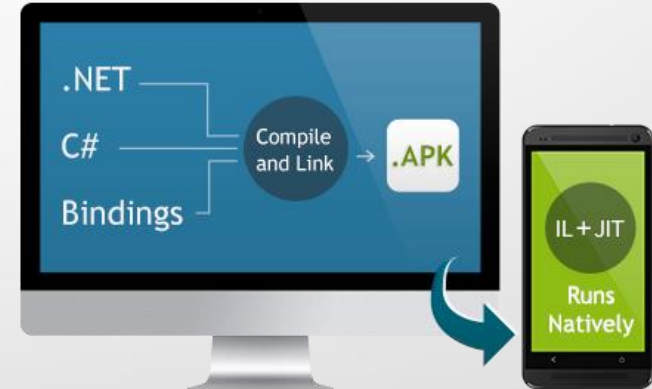 .NET
C#
Bindings
Compile
and Link
.APK
IL+JIT
Runs
Natively